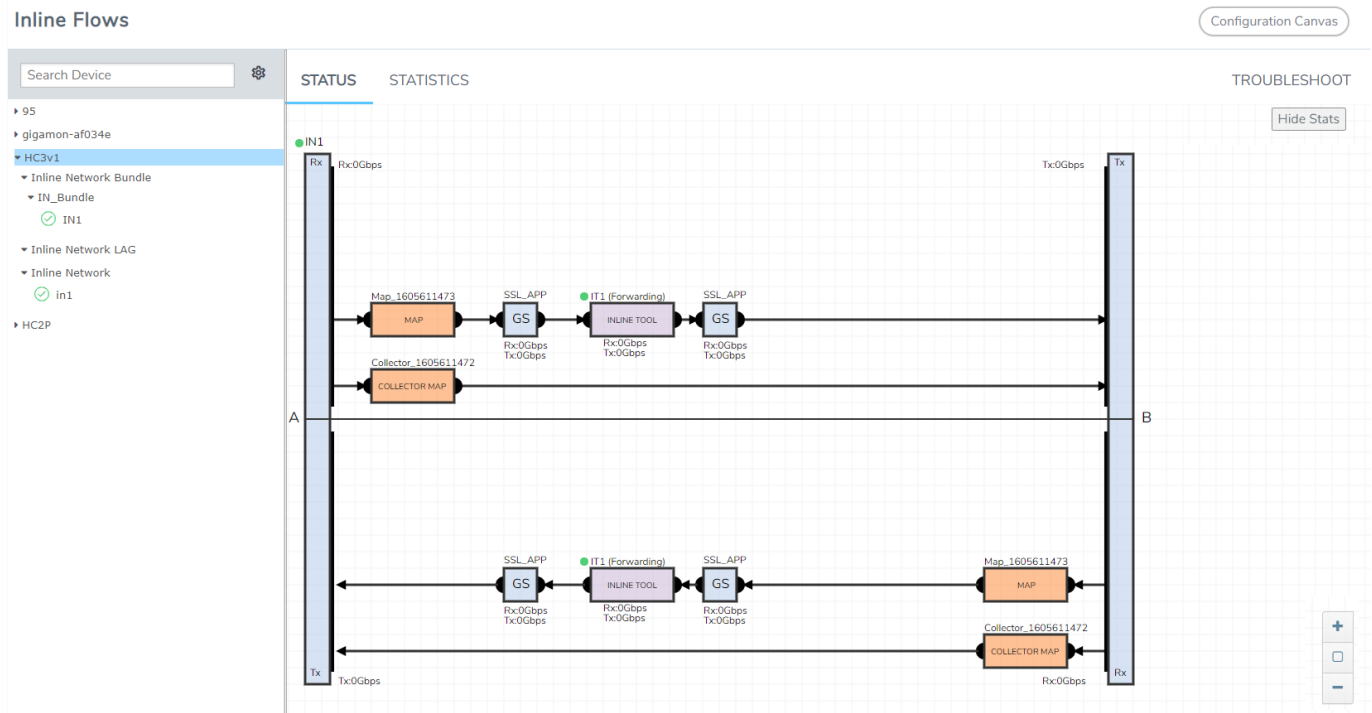 Inline Flows
Configuration Canvas
Search Device
STATUS
STATISTICS
TROUBLESHOOT
95
gigamon-af034e
HC3v1
Inline Network Bundle
IN_Bundle
IN1
Inline Network LAG
Inline Network
in1
HC2P
Hide Stats
IN1
Rx
Rx:0Gbps
Tx:0Gbps
Tx
Map_1605611473
SSL_APP
IT1 (Forwarding)
SSL_APP
MAP
GS
INLINE TOOL
GS
Rx:0Gbps
Tx:0Gbps
Rx:0Gbps
Tx:0Gbps
Rx:0Gbps
Tx:0Gbps
Collector_1605611472
COLLECTOR MAP
A
B
SSL_APP
IT1 (Forwarding)
SSL_APP
Map_1605611473
GS
INLINE TOOL
GS
MAP
Rx:0Gbps
Tx:0Gbps
Rx:0Gbps
Tx:0Gbps
Rx:0Gbps
Tx:0Gbps
Collector_1605611472
COLLECTOR MAP
Tx
Tx:0Gbps
Rx:0Gbps
Rx